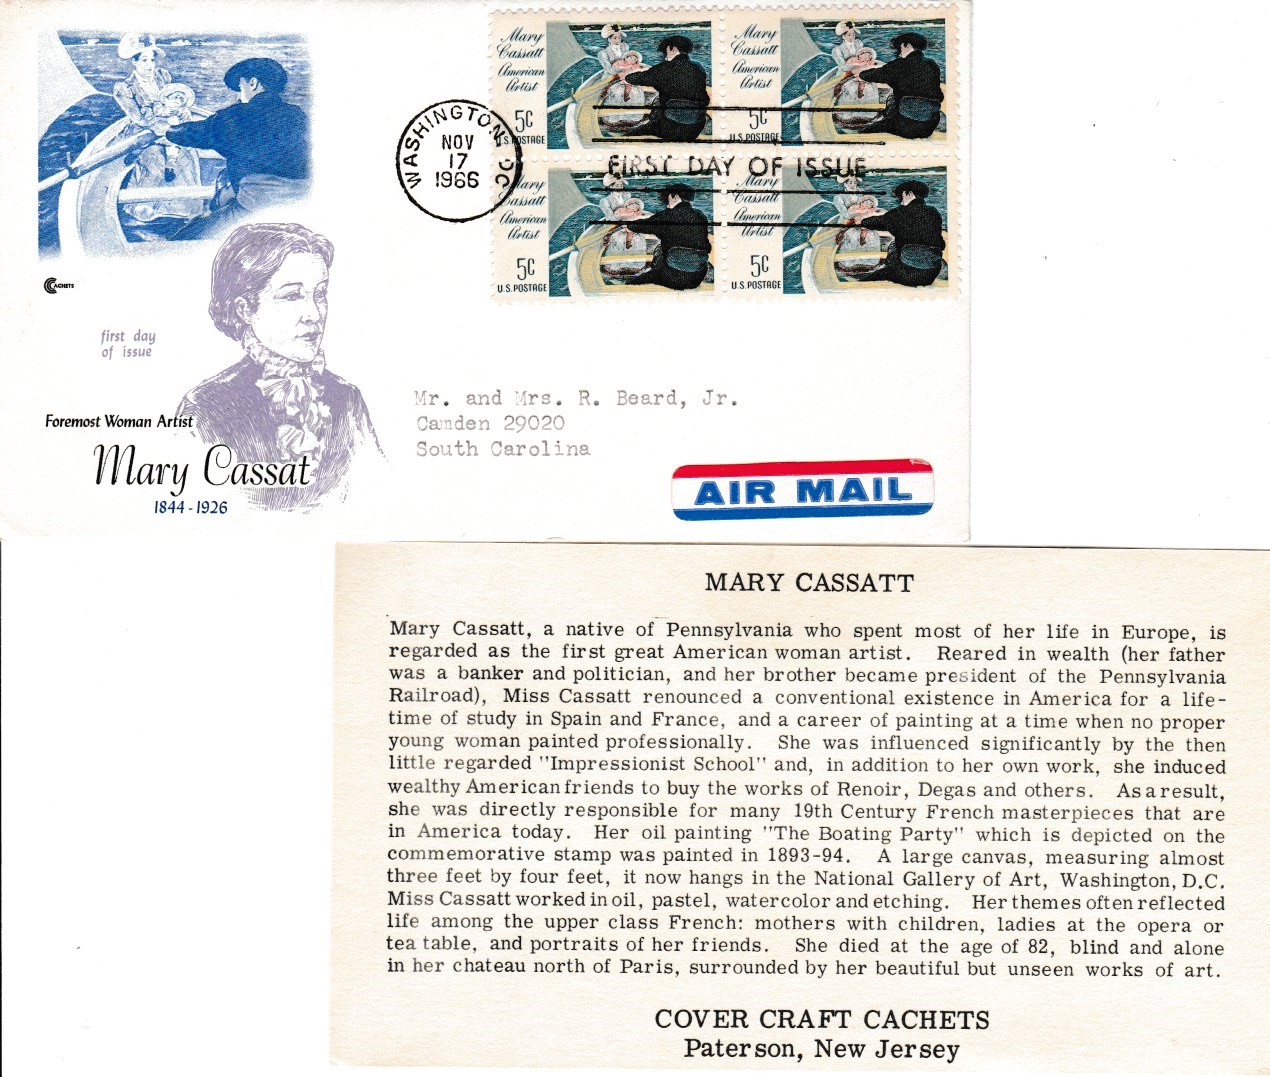 Mary
Cassatt
American
Artist
5c
U.S. POSTAGE
Mary
Cassatt
American
Artist
5c
U.S. POSTAGE
WASHINGTON, DC
NOV
17
1966
FIRST DAY OF ISSUE
Mary
Cassatt
American
Artist
5c
U.S. POSTAGE
Mary
Cassatt
American
Artist
5c
U.S. POSTAGE
CCC ACHETS
first day
of issue
Foremost Woman Artist
Mary Cassat
1844-1926
Mr. and Mrs. R. Beard, Jr.
Camden 29020
South Carolina
AIR MAIL
MARY CASSATT
Mary Cassatt, a native of Pennsylvania who spent most of her life in Europe, is
regarded as the first great American woman artist. Reared in wealth (her father
was a banker and politician, and her brother became president of the Pennsylvania
Railroad), Miss Cassatt renounced a conventional existence in America for a life-
time of study in Spain and France, and a career of painting at a time when no proper
young woman painted professionally. She was influenced significantly by the then
little regarded "Impressionist School" and, in addition to her own work, she induced
wealthy American friends to buy the works of Renoir, Degas and others. As a result,
she was directly responsible for many 19th Century French masterpieces that are
in America today. Her oil painting "The Boating Party" which is depicted on the
commemorative stamp was painted in 1893-94. A large canvas, measuring almost
three feet by four feet, it now hangs in the National Gallery of Art, Washington, D.C.
Miss Cassatt worked in oil, pastel, watercolor and etching. Her themes often reflected
life among the upper class French: mothers with children, ladies at the opera or
tea table, and portraits of her friends. She died at the age of 82, blind and alone
in her chateau north of Paris, surrounded by her beautiful but unseen works of art.
COVER CRAFT CACHETS
Paterson, New Jersey